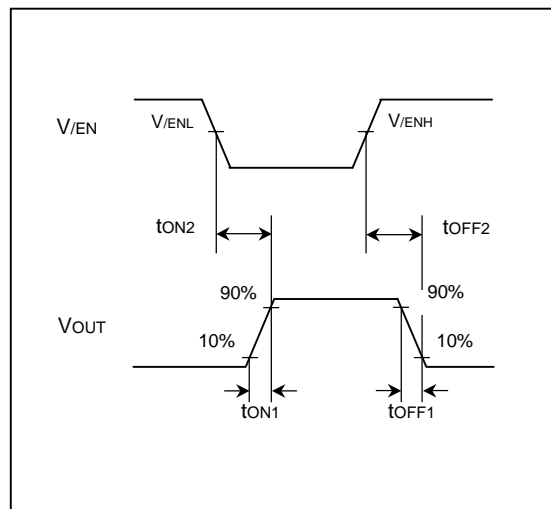 V/EN
V/ENL
V/ENH
tON2
tOFF2
90%
90%
VOUT
10%
10%
tON1
tOFF1